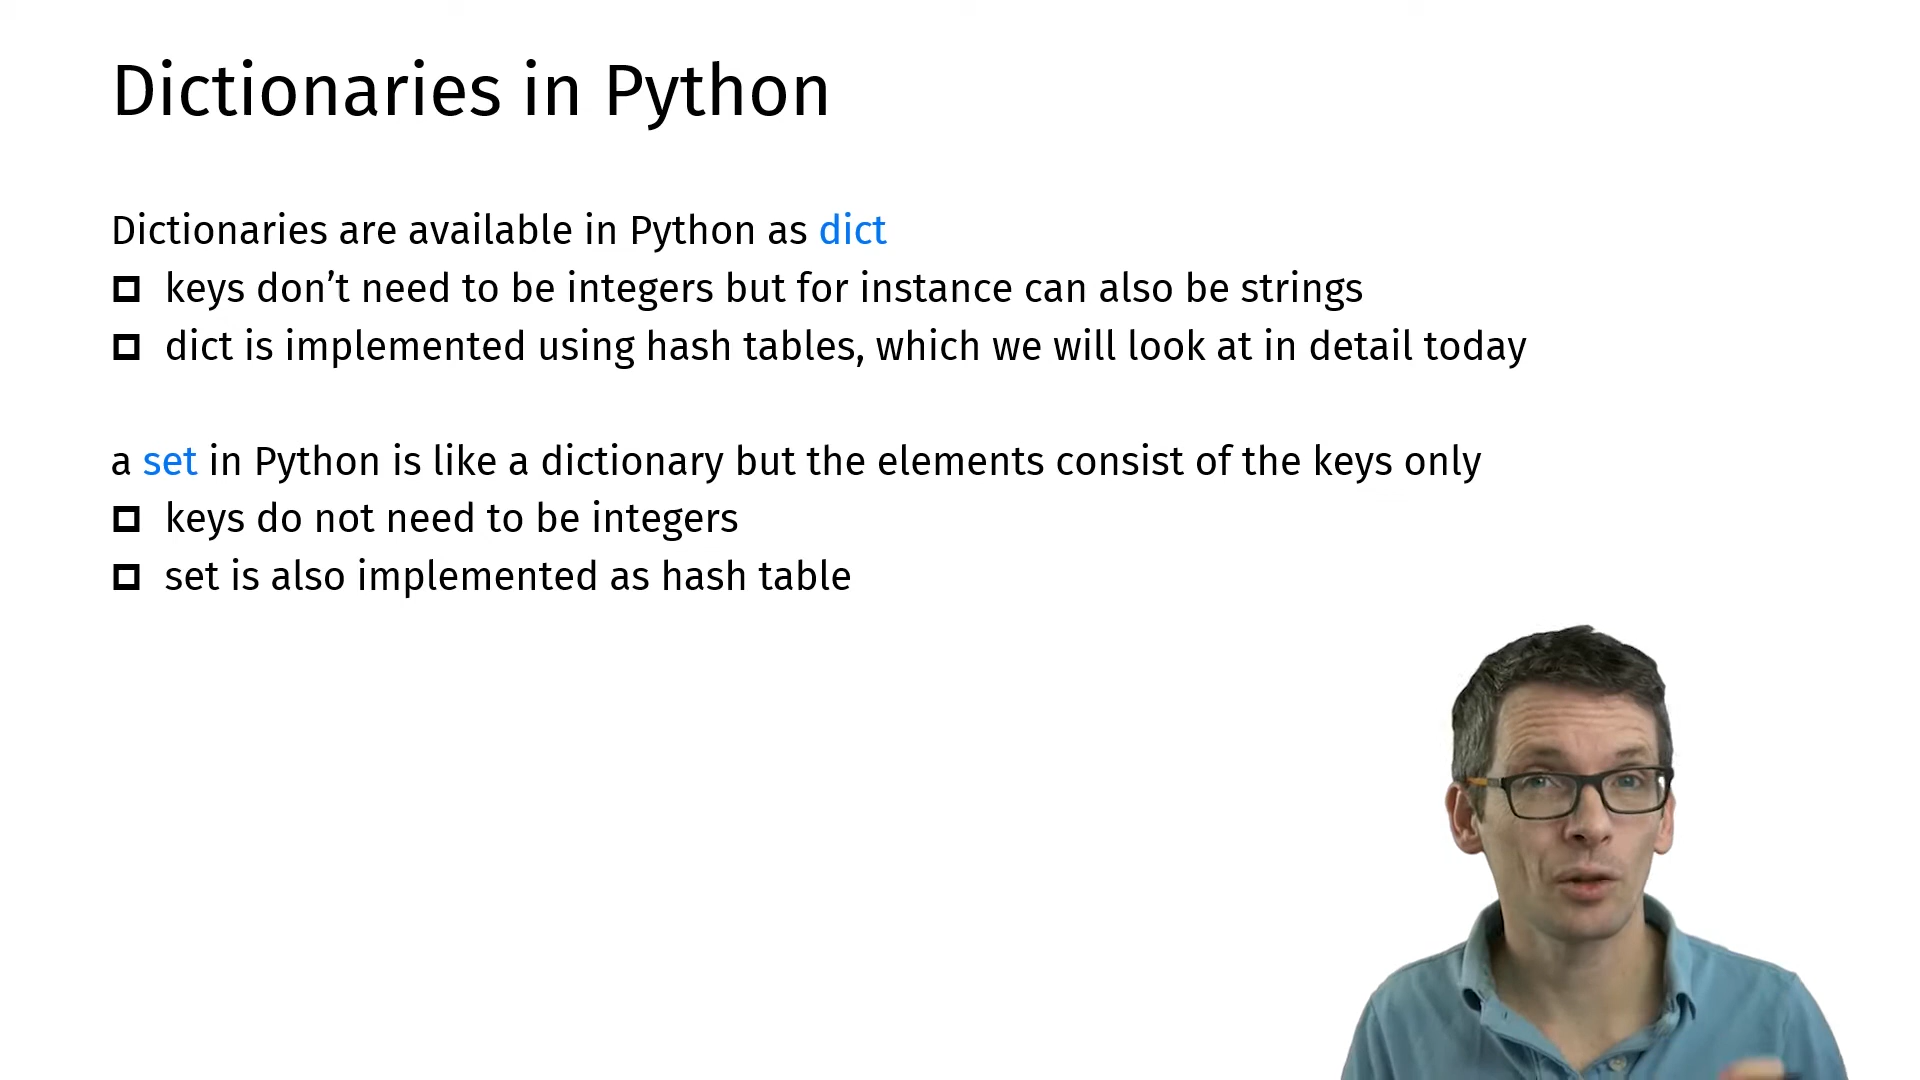 Dictionaries in Python
Dictionaries are available in Python as dict
keys don’t need to be integers but for instance can also be strings
dict is implemented using hash tables, which we will look at in detail today
a set in Python is like a dictionary but the elements consist of the keys only
keys do not need to be integers
set is also implemented as hash table